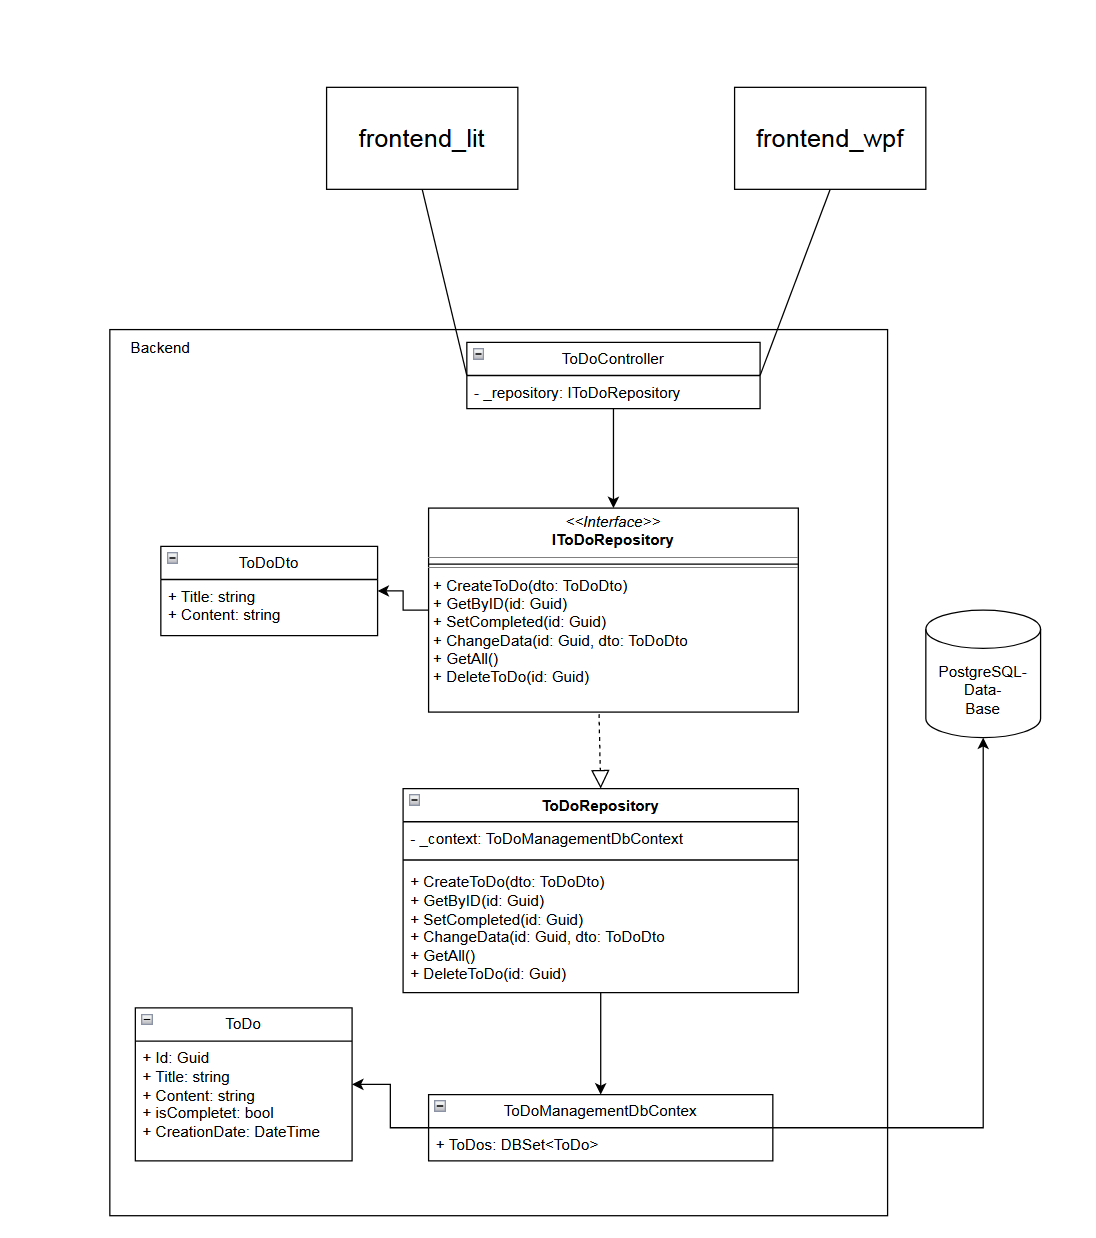 frontend_lit
frontend_wpf
Backend
ToDoController
- _repository: IToDoRepository
<<Interface>>
IToDoRepository
+ CreateToDo(dto: ToDoDto)
+ GetByID(id: Guid)
+ SetCompleted(id: Guid)
+ ChangeData(id: Guid, dto: ToDoDto
+ GetAll()
+ DeleteToDo(id: Guid)
ToDoDto
+ Title: string
+ Content: string
PostgreSQL-
Data-
Base
ToDoRepository
- _context: ToDoManagementDbContext
+ CreateToDo(dto: ToDoDto)
+ GetByID(id: Guid)
+ SetCompleted(id: Guid)
+ ChangeData(id: Guid, dto: ToDoDto
+ GetAll()
+ DeleteToDo(id: Guid)
ToDo
+ Id: Guid
+ Title: string
+ Content: string
+ isCompletet: bool
+ CreationDate: DateTime
ToDoManagementDbContex
+ ToDos: DBSet<ToDo>